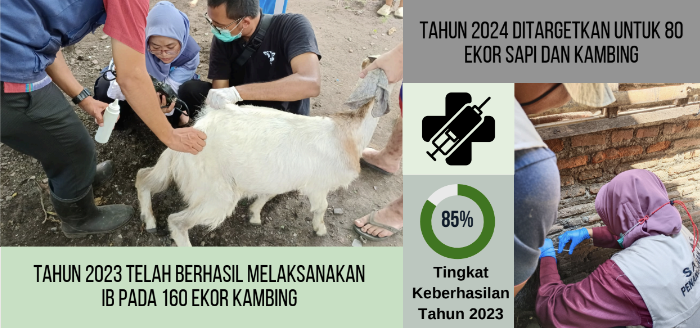 TAHUN 2024 DITARGETKAN UNTUK 80
EKOR SAPI DAN KAMBING
85%
Tingkat
Keberhasilan
Tahun 2023
TAHUN 2023 TELAH BERHASIL MELAKSANAKAN
IB PADA 160 EKOR KAMBING